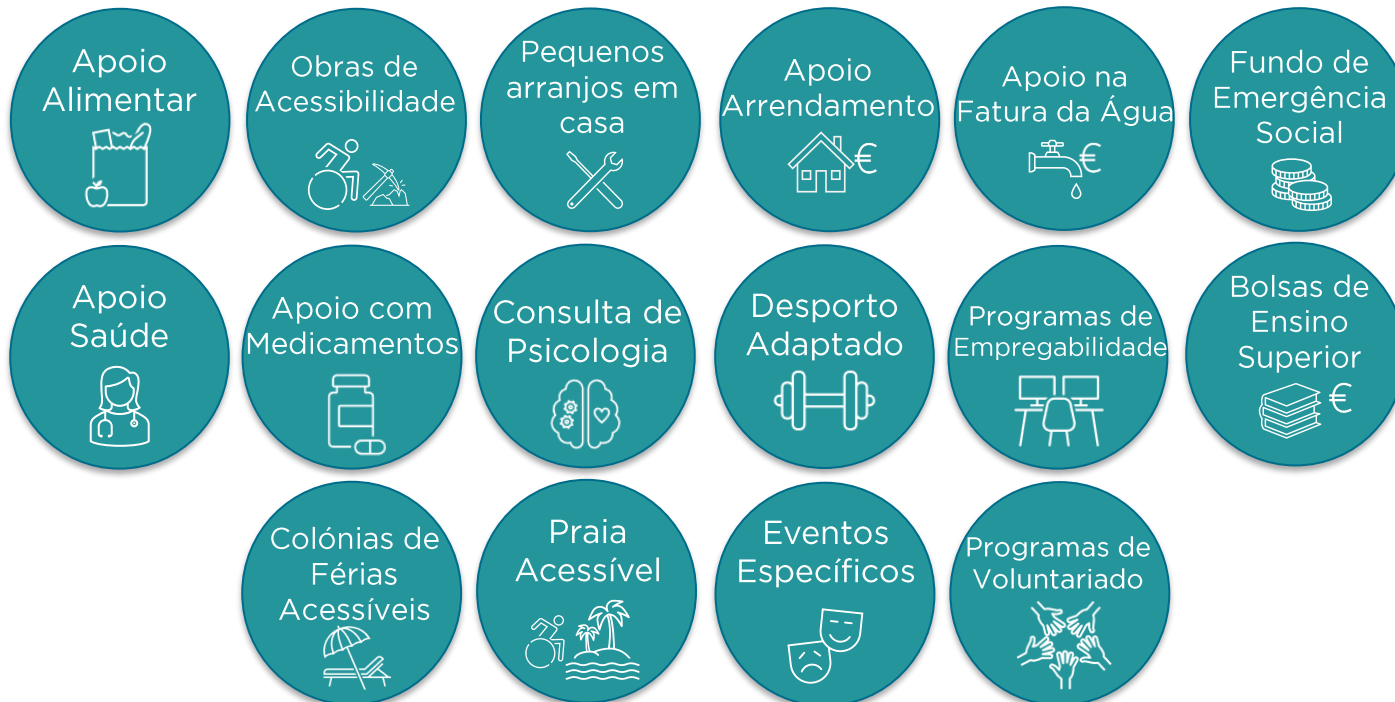 Apoio
Alimentar
Obras de
Acessibilidade
Pequenos
arranjos em
casa
Apoio
Arrendamento
€
Apoio na
Fatura da Água
€
Fundo de
Emergência
Social
Apoio
Saúde
Apoio com
Medicamentos
Consulta de
Psicologia
Desporto
Adaptado
Programas de
Empregabilidade
Bolsas de
Ensino
Superior
€
Colónias de
Férias
Acessíveis
Praia
Acessível
Eventos
Específicos
Programas de
Voluntariado